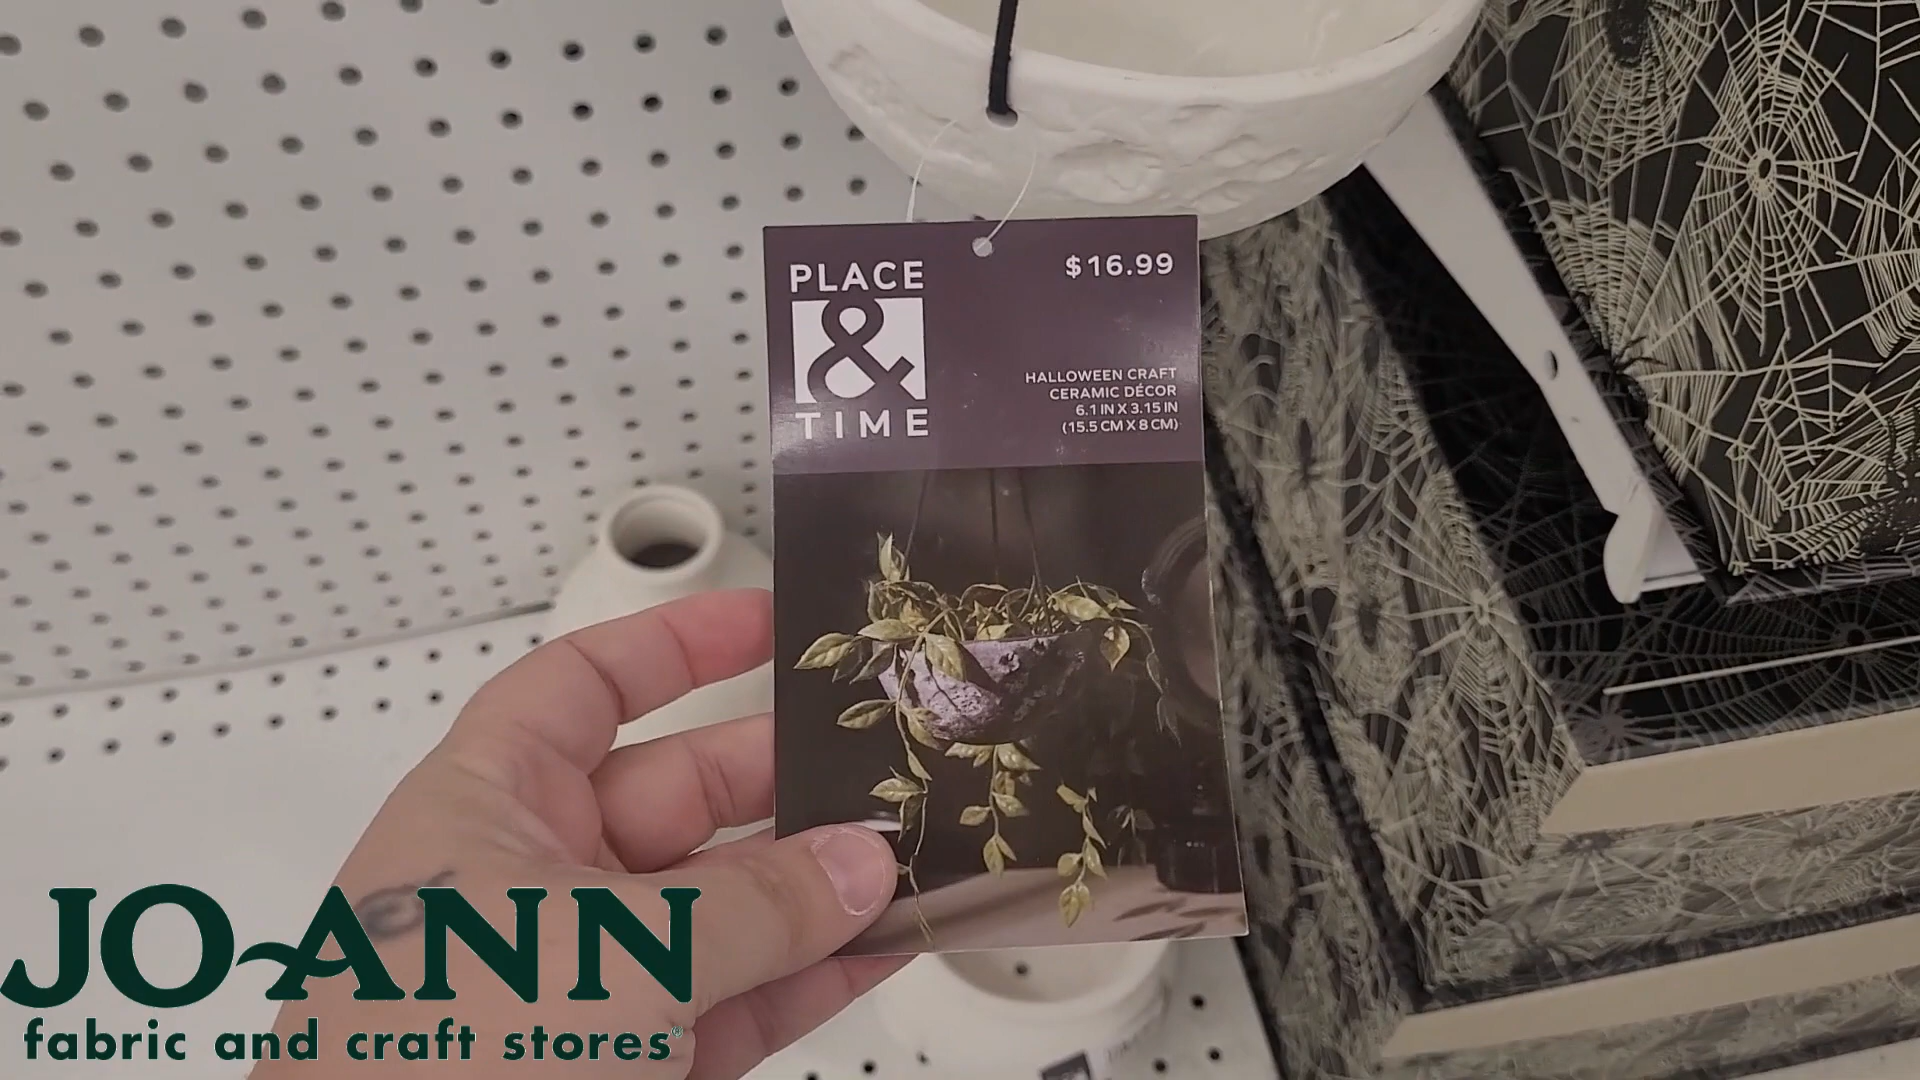 PLACE
&
TIME
$16.99
HALLOWEEN CRAFT
CERAMIC DÉCOR
6.1 IN X 3.15 IN
(15.5 CM X 8 CM)
JO-ANN
fabric and craft stores®